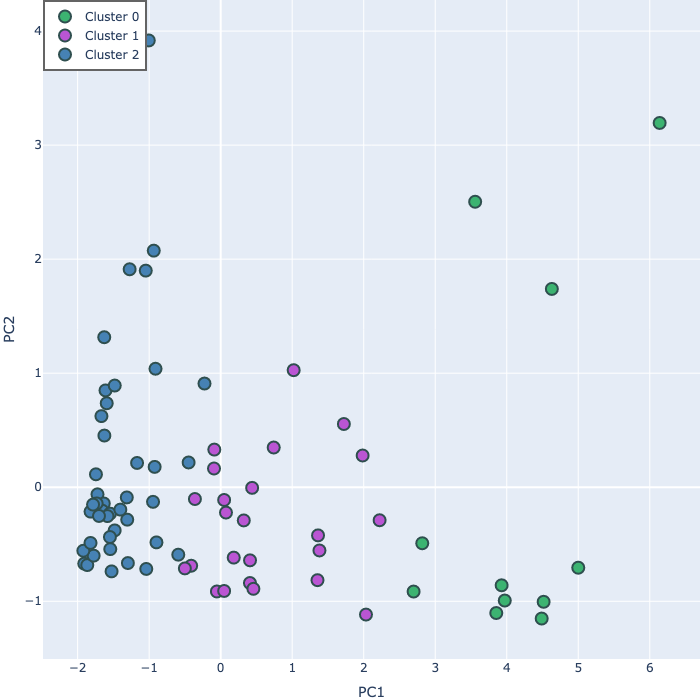 Cluster 0
Cluster 1
Cluster 2
4
3
2
1
0
−1
PC2
−2 −1 0 1 2 3 4 5 6
PC1